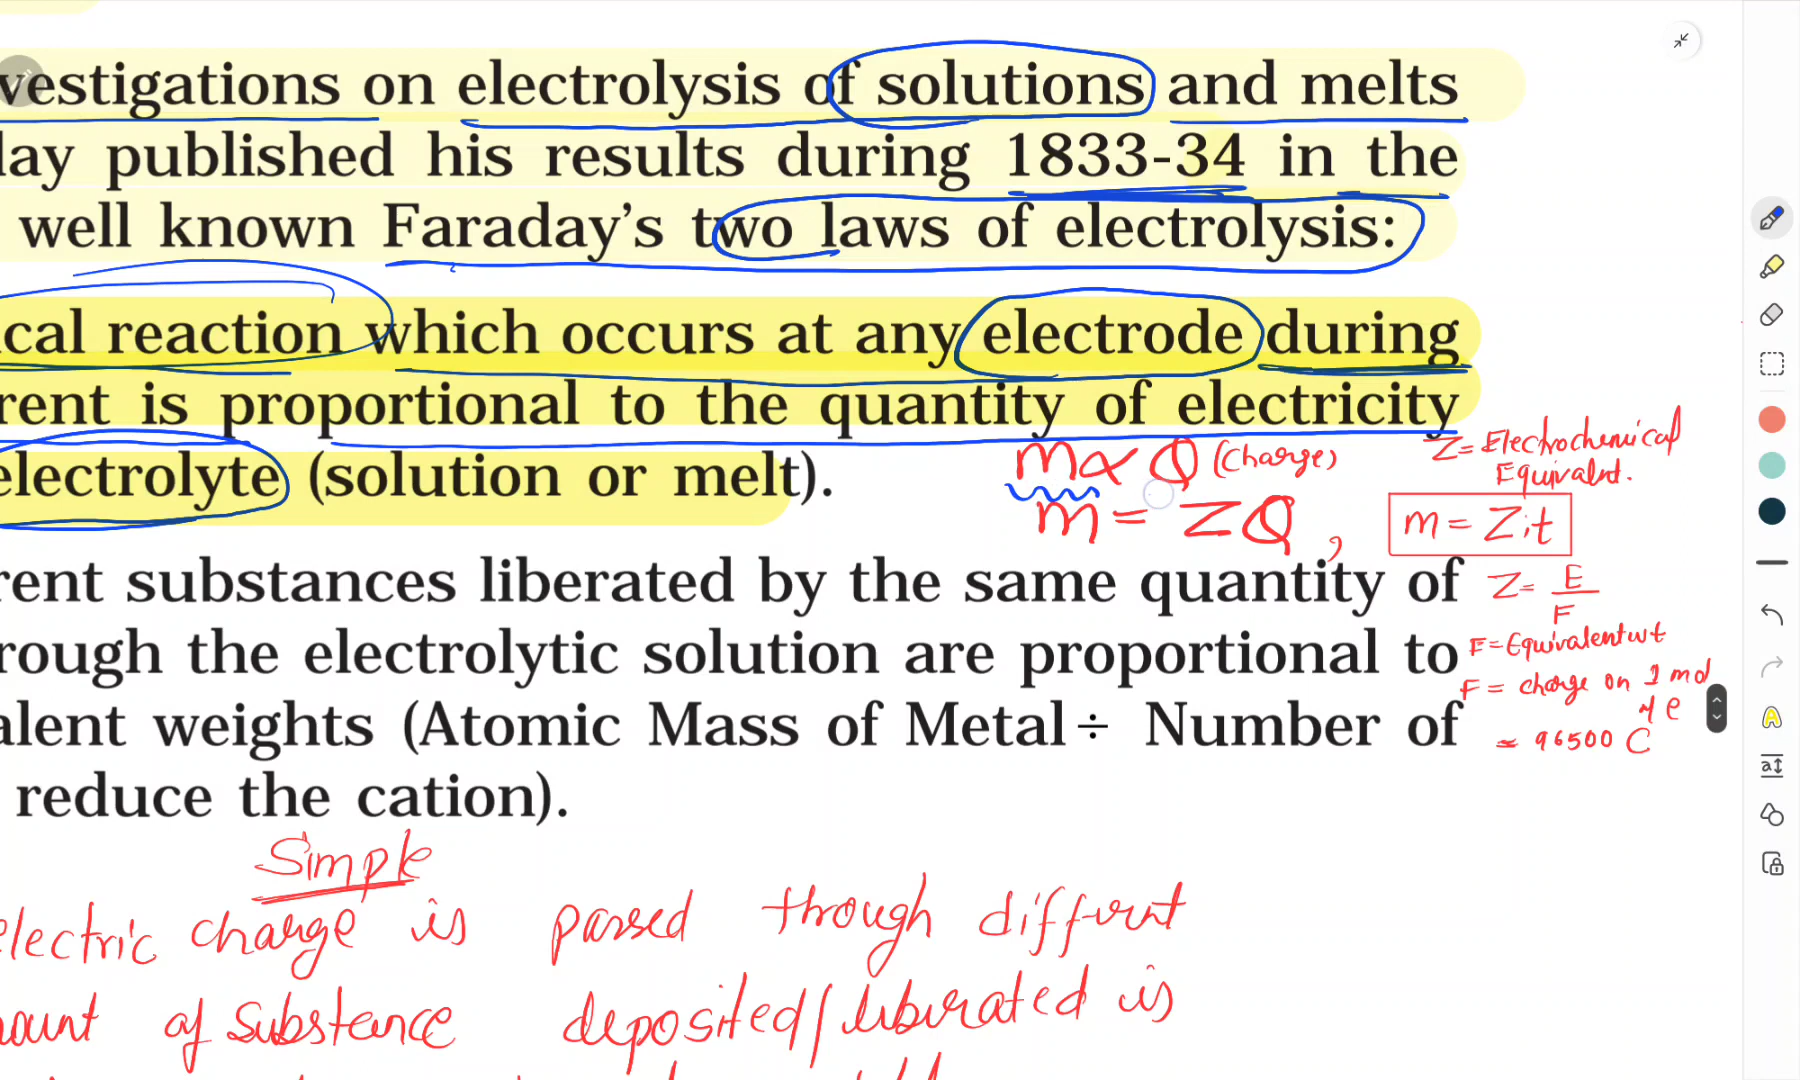 vestigations on electrolysis of solutions and melts
lay published his results during 1833-34 in the
well known Faraday's two laws of electrolysis:
cal reaction which occurs at any electrode during
rent is proportional to the quantity of electricity
electrolyte (solution or melt).
m ∝ Q (Charge)
m = ZQ,
Z = Electrochemical
Equivalent.
m = Zit
rent substances liberated by the same quantity of
Z = E/F
rough the electrolytic solution are proportional to
E = Equivalent wt
F = charge on 1 mol
of e
alent weights (Atomic Mass of Metal ÷ Number of
= 96500 C
reduce the cation).
Simple
electric charge is passed though diffurnt
mount of substance deposited/liberated is